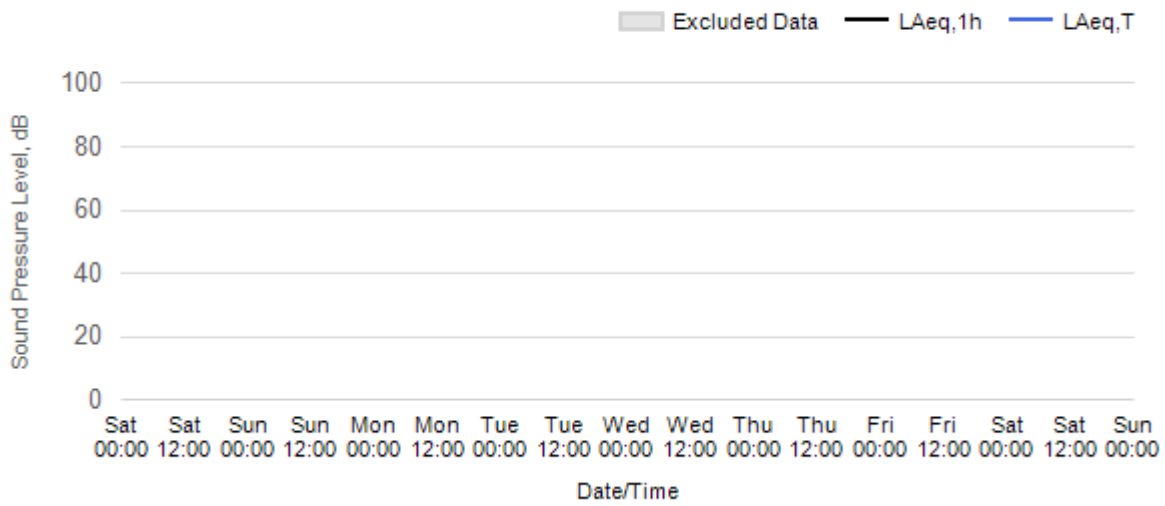 Excluded Data LAeq,1h LAeq,T
100
80
60
40
20
0
Sound Pressure Level, dB
Sat Sat Sun Sun Mon Mon Tue Tue Wed Wed Thu Thu Fri Fri Sat Sat Sun
00:00 12:00 00:00 12:00 00:00 12:00 00:00 12:00 00:00 12:00 00:00 12:00 00:00 12:00 00:00 12:00 00:00
Date/Time